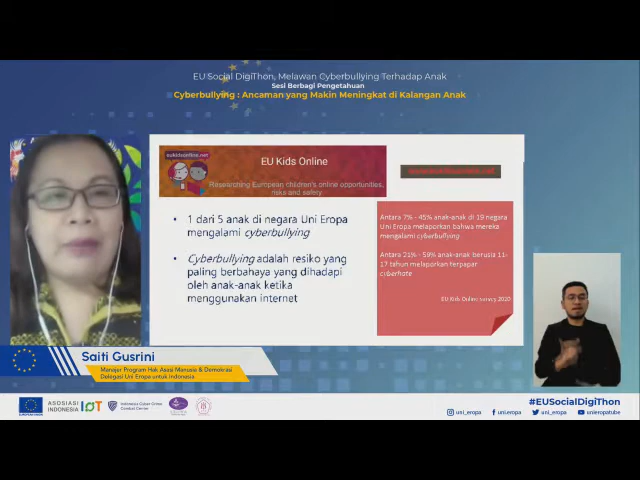 EU Social DigiThon, Melawan Cyberbullying Terhadap Anak
Sesi Berbagi Pengetahuan
Cyberbullying : Ancaman yang Makin Meningkat di Kalangan Anak
eukidsonline.net
EU Kids Online
Researching European children's online opportunities,
risks and safety
• 1 dari 5 anak di negara Uni Eropa
mengalami cyberbullying
• Cyberbullying adalah resiko yang
paling berbahaya yang dihadapi
oleh anak-anak ketika
menggunakan internet
Antara 7% - 45% anak-anak di 19 negara
Uni Eropa melaporkan bahwa mereka
mengalami cyberbullying
Antara 21% - 59% anak-anak berusia 11-
17 tahun melaporkan terpapar
cyberhate
EU Kids Online survey 2020
Saiti Gusrini
Manajer Program Hak Asasi Manusia & Demokrasi
Delegasi Uni Eropa untuk Indonesia
EUROPEAN UNION
ASOSIASI
INDONESIA IoT
Indonesia Cyber Crime
Combat Center
#EUSocialDigiThon
uni_eropa
uni.eropa
uni_eropa
unieropatube